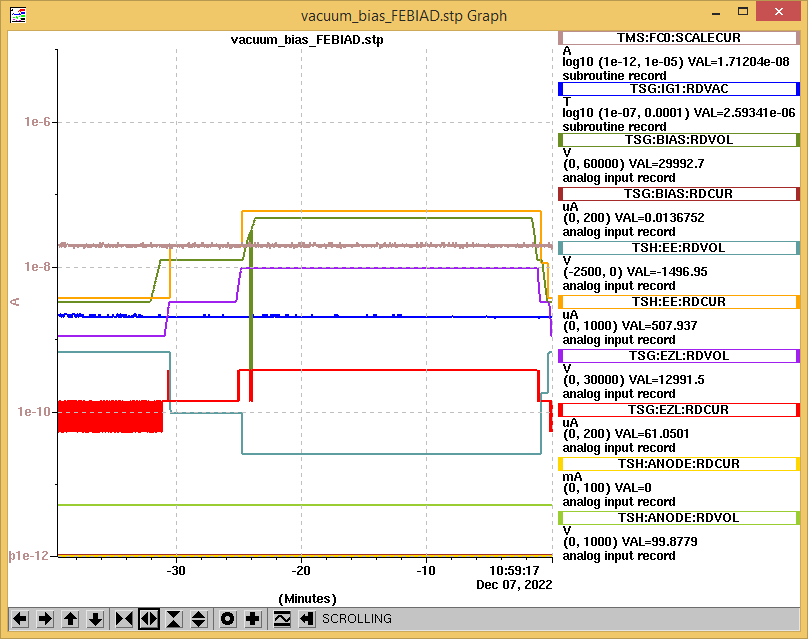 vacuum_bias_FEBIAD.stp Graph
vacuum_bias_FEBIAD.stp
1e-6
1e-8
A
1e-10
1e-12
-30
-20
-10
10:59:17
Dec 07, 2022
(Minutes)
TMS:FC0:SCALECUR
A
log10 (1e-12, 1e-05) VAL=1.71204e-08
subroutine record
TSG:IG1:RDVAC
T
log10 (1e-07, 0.0001) VAL=2.59341e-06
subroutine record
TSG:BIAS:RDVOL
V
(0, 60000) VAL=29992.7
analog input record
TSG:BIAS:RDCUR
uA
(0, 200) VAL=0.0136752
analog input record
TSH:EE:RDVOL
V
(-2500, 0) VAL=-1496.95
analog input record
TSH:EE:RDCUR
uA
(0, 1000) VAL=507.937
analog input record
TSG:EZL:RDVOL
V
(0, 30000) VAL=12991.5
analog input record
TSG:EZL:RDCUR
uA
(0, 200) VAL=61.0501
analog input record
TSH:ANODE:RDCUR
mA
(0, 100) VAL=0
analog input record
TSH:ANODE:RDVOL
V
(0, 1000) VAL=99.8779
analog input record
SCROLLING